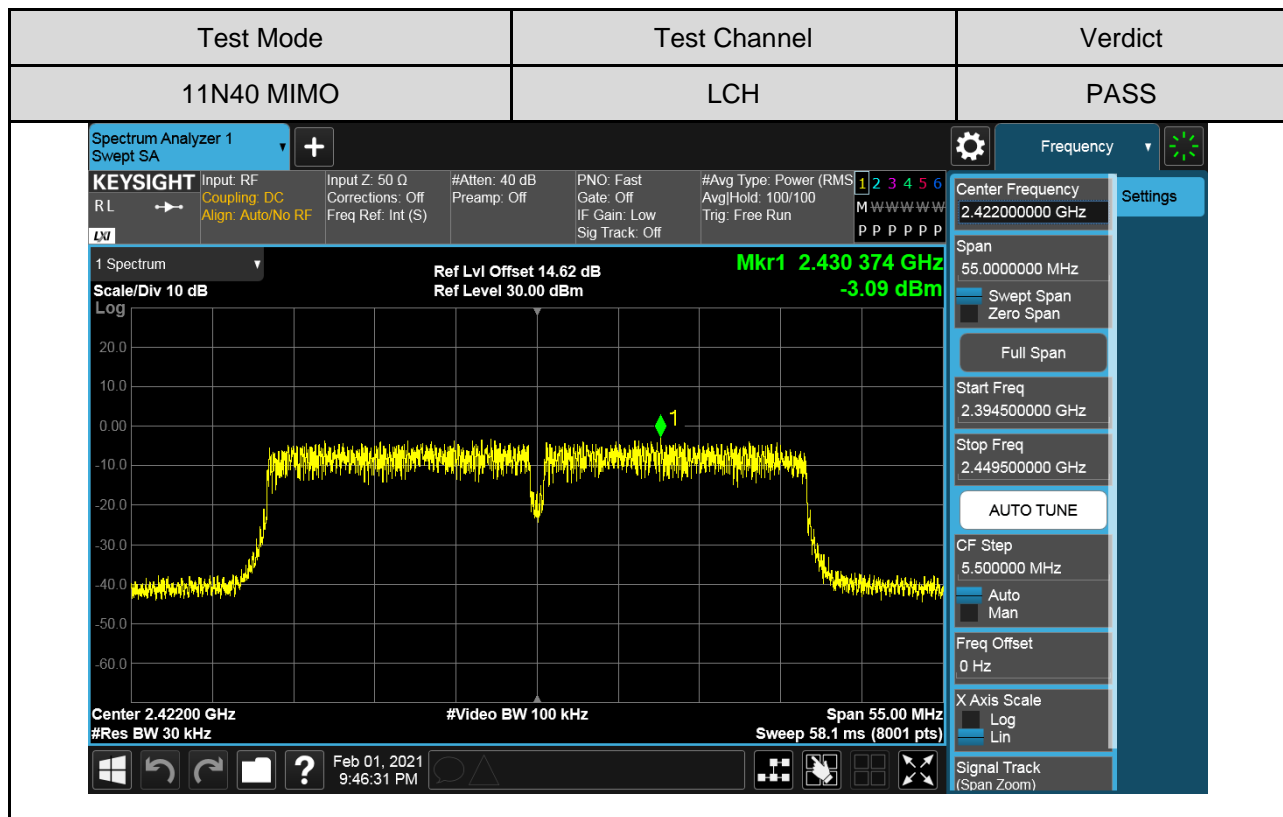 Test Mode Test Channel Verdict
11N40 MIMO LCH PASS
Spectrum Analyzer 1
Swept SA
+
Frequency
KEYSIGHT
R L
LXI
Input: RF
Coupling: DC
Align: Auto/No RF
Input Z: 50 Ω
Corrections: Off
Freq Ref: Int (S)
#Atten: 40 dB
Preamp: Off
PNO: Fast
Gate: Off
IF Gain: Low
Sig Track: Off
#Avg Type: Power (RMS
Avg|Hold: 100/100
Trig: Free Run
1 2 3 4 5 6
M W W W W W
P P P P P P
1 Spectrum
Scale/Div 10 dB
Log
Ref Lvl Offset 14.62 dB
Ref Level 30.00 dBm
Mkr1 2.430 374 GHz
-3.09 dBm
20.0
10.0
0.00
-10.0
-20.0
-30.0
-40.0
-50.0
-60.0
1
Center 2.42200 GHz
#Res BW 30 kHz
#Video BW 100 kHz
Span 55.00 MHz
Sweep 58.1 ms (8001 pts)
Center Frequency
2.422000000 GHz
Span
55.0000000 MHz
Swept Span
Zero Span
Full Span
Start Freq
2.394500000 GHz
Stop Freq
2.449500000 GHz
AUTO TUNE
CF Step
5.500000 MHz
Auto
Man
Freq Offset
0 Hz
X Axis Scale
Log
Lin
Signal Track
(Span Zoom)
Settings
?
Feb 01, 2021
9:46:31 PM